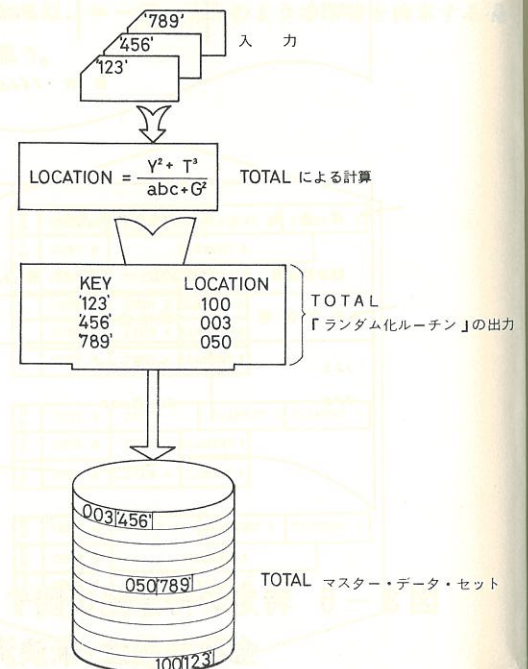 '789'
'456'
'123'
入 力
LOCATION = Y² + T³ / abc+G²
TOTAL による計算
KEY LOCATION
'123' 100
'456' 003
'789' 050
TOTAL
『ランダム化ルーチン』の出力
003 '456'
050 '789'
TOTAL マスター・データ・セット
100 '123'